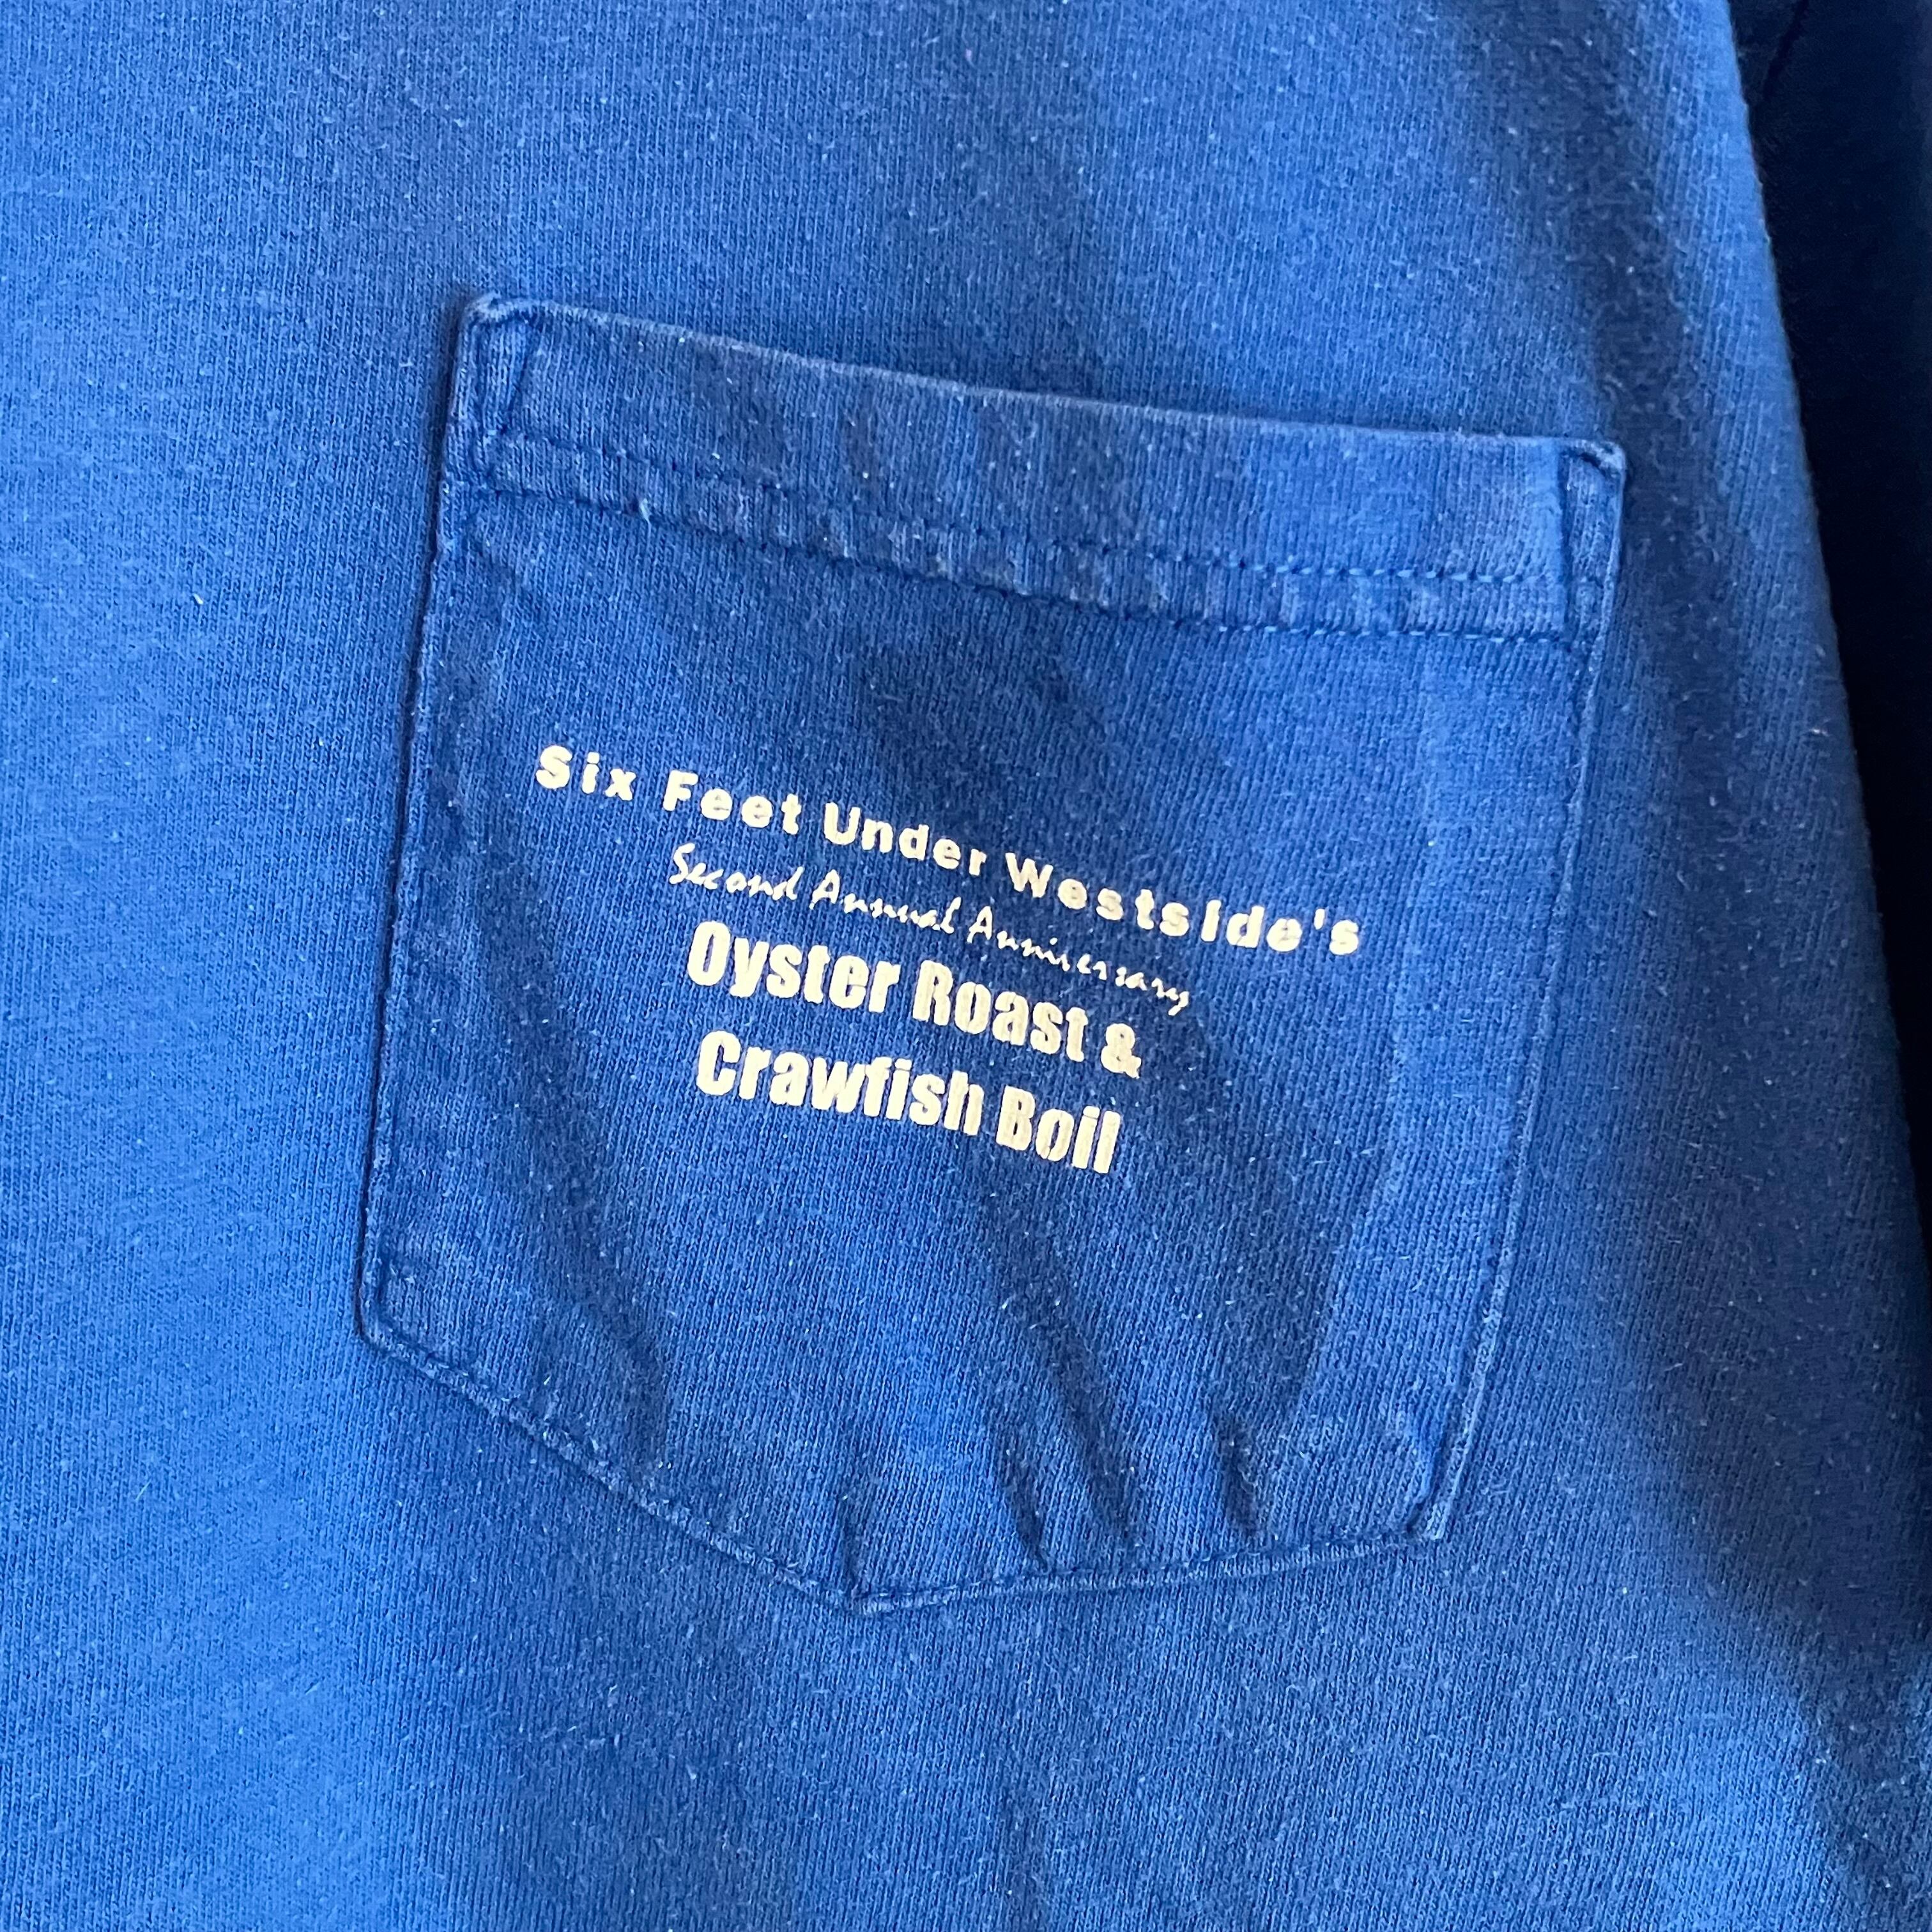 Six Feet Under Westside's
Second Annual Anniversary
Oyster Roast &
Crawfish Boil